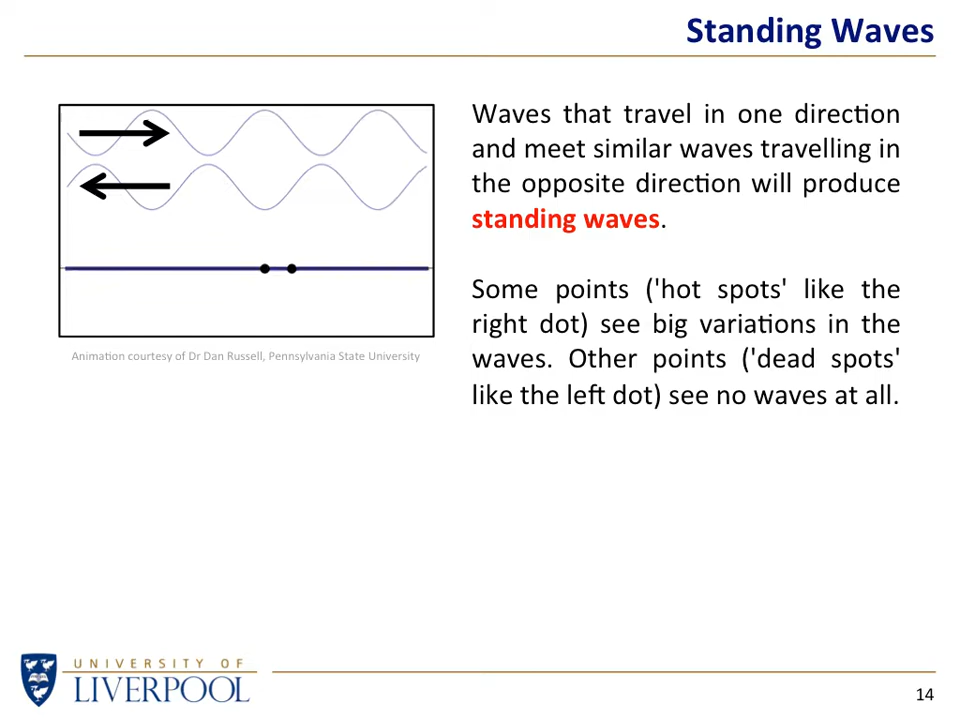 Standing Waves
Waves that travel in one direction
and meet similar waves travelling in
the opposite direction will produce
standing waves.
Some points ('hot spots' like the
right dot) see big variations in the
waves. Other points ('dead spots'
like the left dot) see no waves at all.
Animation courtesy of Dr Dan Russell, Pennsylvania State University
UNIVERSITY OF
LIVERPOOL
14